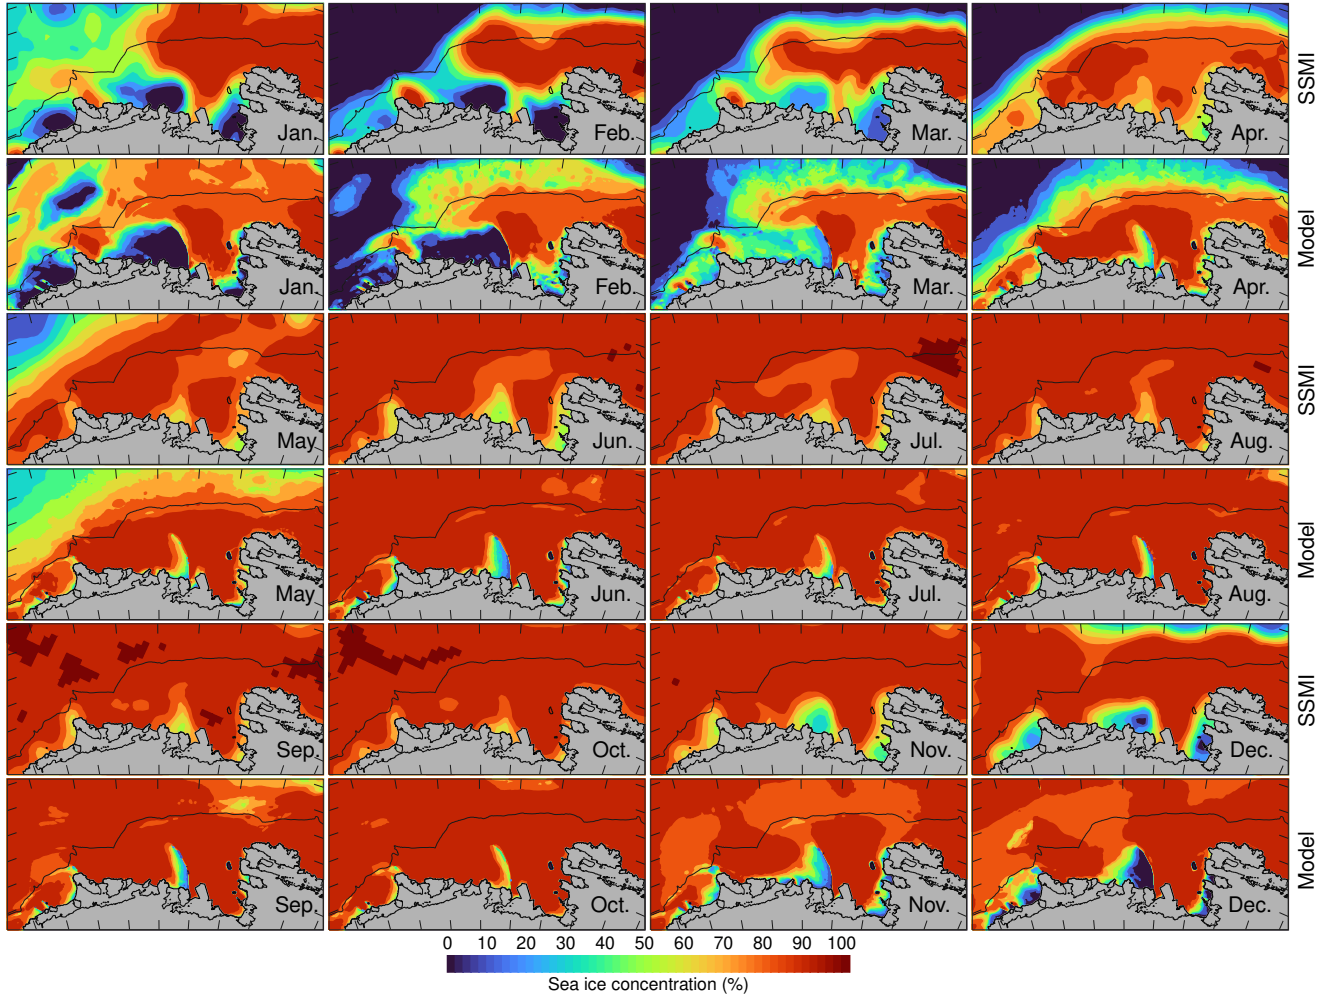 Jan. Feb. Mar. Apr. SSMI
Jan. Feb. Mar. Apr. Model
May Jun. Jul. Aug. SSMI
May Jun. Jul. Aug. Model
Sep. Oct. Nov. Dec. SSMI
Sep. Oct. Nov. Dec. Model
0 10 20 30 40 50 60 70 80 90 100
Sea ice concentration (%)